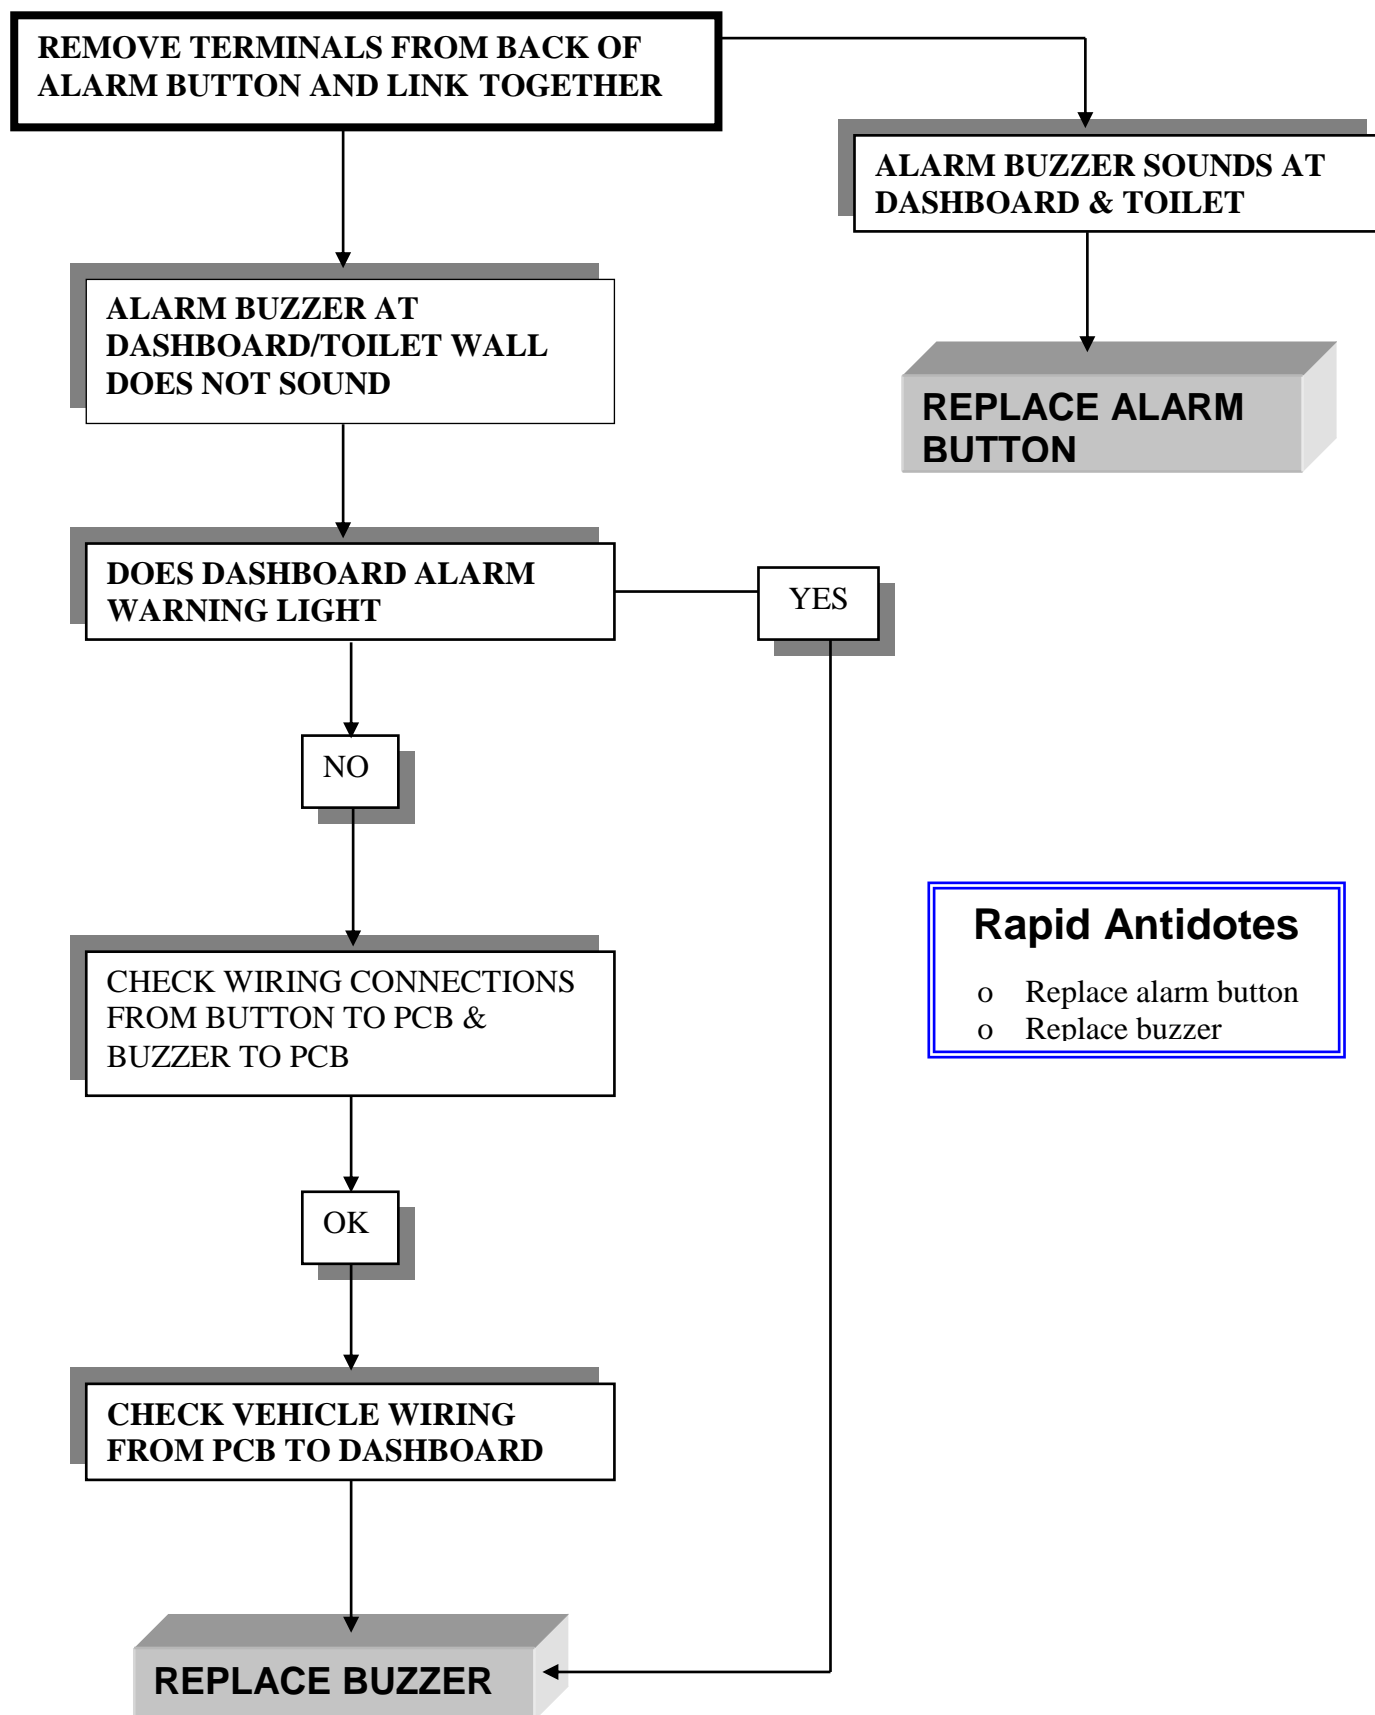 REMOVE TERMINALS FROM BACK OF
ALARM BUTTON AND LINK TOGETHER
ALARM BUZZER SOUNDS AT
DASHBOARD & TOILET
ALARM BUZZER AT
DASHBOARD/TOILET WALL
DOES NOT SOUND
REPLACE ALARM
BUTTON
DOES DASHBOARD ALARM
WARNING LIGHT
YES
NO
Rapid Antidotes
o Replace alarm button
o Replace buzzer
CHECK WIRING CONNECTIONS
FROM BUTTON TO PCB &
BUZZER TO PCB
OK
CHECK VEHICLE WIRING
FROM PCB TO DASHBOARD
REPLACE BUZZER